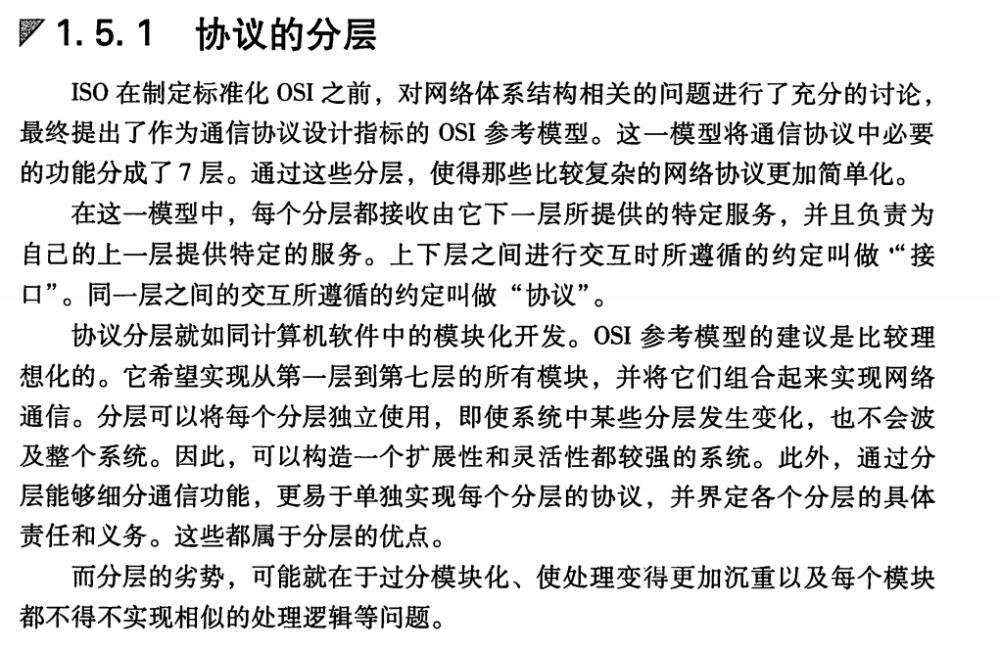 1.5.1 协议的分层
ISO 在制定标准化 OSI 之前，对网络体系结构相关的问题进行了充分的讨论，
最终提出了作为通信协议设计指标的 OSI 参考模型。这一模型将通信协议中必要
的功能分成了 7 层。通过这些分层，使得那些比较复杂的网络协议更加简单化。
在这一模型中，每个分层都接收由它下一层所提供的特定服务，并且负责为
自己的上一层提供特定的服务。上下层之间进行交互时所遵循的约定叫做“接
口”。同一层之间的交互所遵循的约定叫做“协议”。
协议分层就如同计算机软件中的模块化开发。OSI 参考模型的建议是比较理
想化的。它希望实现从第一层到第七层的所有模块，并将它们组合起来实现网络
通信。分层可以将每个分层独立使用，即使系统中某些分层发生变化，也不会波
及整个系统。因此，可以构造一个扩展性和灵活性都较强的系统。此外，通过分
层能够细分通信功能，更易于单独实现每个分层的协议，并界定各个分层的具体
责任和义务。这些都属于分层的优点。
而分层的劣势，可能就在于过分模块化、使处理变得更加沉重以及每个模块
都不得不实现相似的处理逻辑等问题。